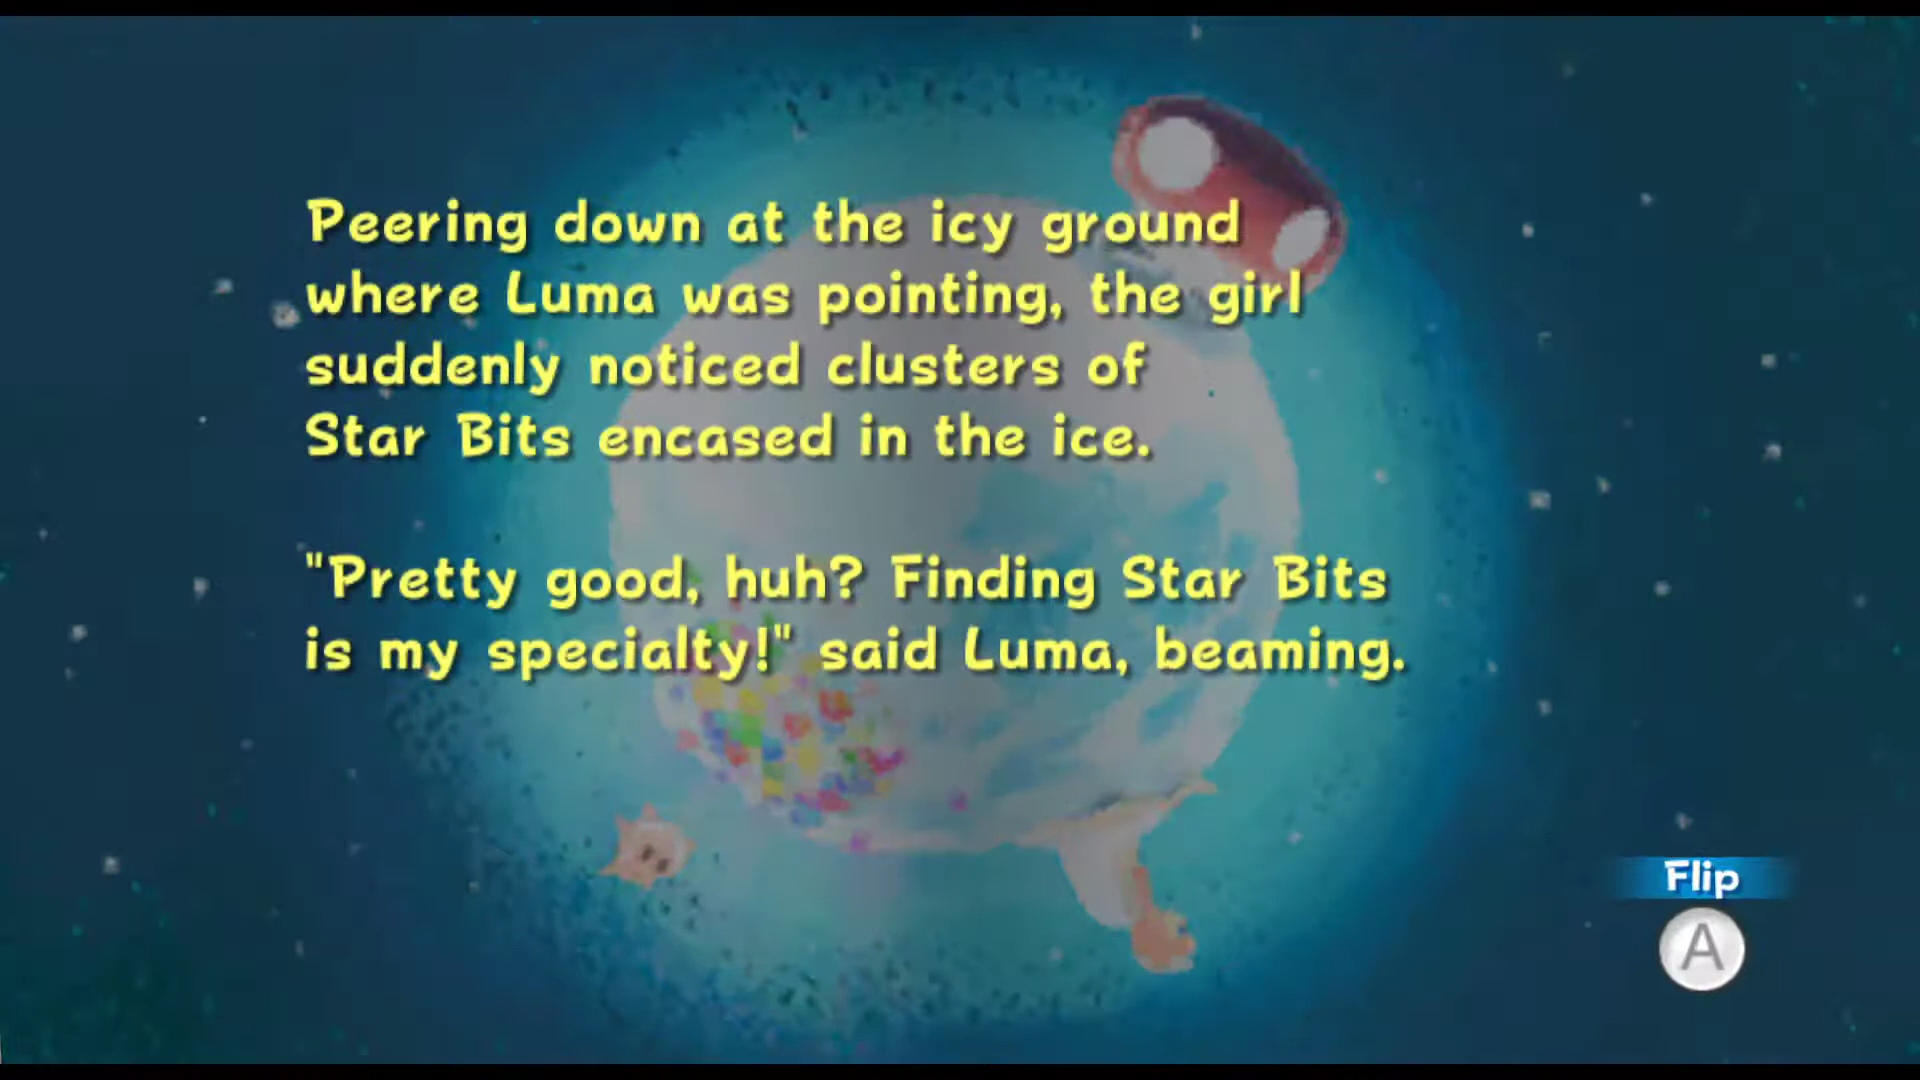 Peering down at the icy ground
where Luma was pointing, the girl
suddenly noticed clusters of
Star Bits encased in the ice.
"Pretty good, huh? Finding Star Bits
is my specialty!" said Luma, beaming.
Flip
A